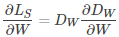 ∂L_S/∂W = D_W ∂D_W/∂W